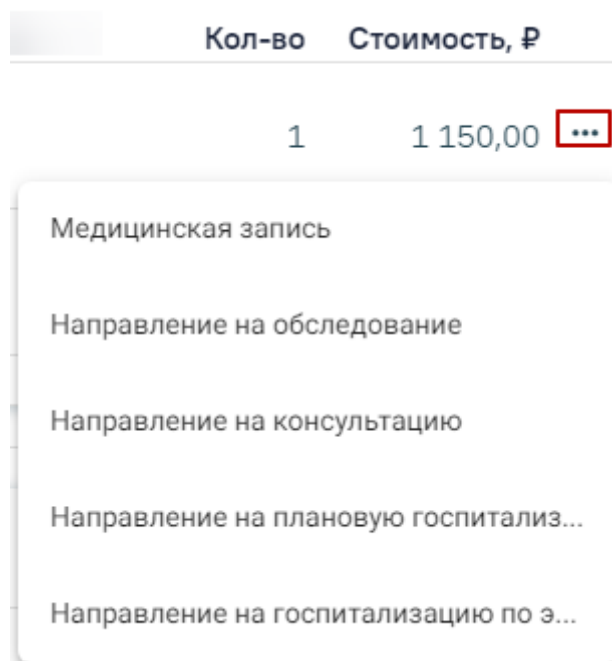 Кол-во Стоимость, ₽
1 1 150,00 •••
Медицинская запись
Направление на обследование
Направление на консультацию
Направление на плановую госпитализ...
Направление на госпитализацию по э...